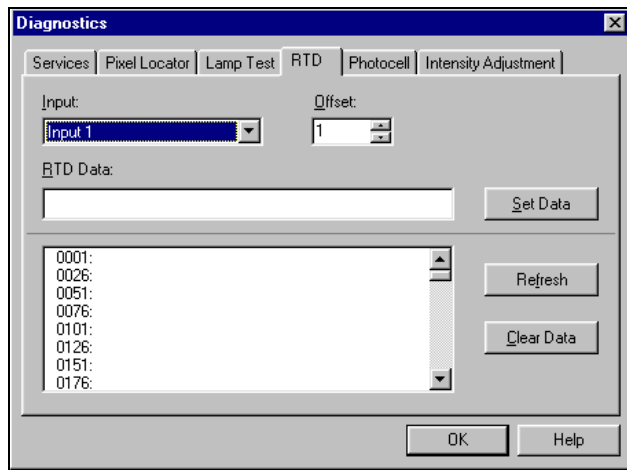 Diagnostics
Services Pixel Locator Lamp Test RTD Photocell Intensity Adjustment
Input: Offset:
Input 1 1
RTD Data:
Set Data
0001:
0026:
0051:
0076:
0101:
0126:
0151:
0176:
Refresh
Clear Data
OK Help